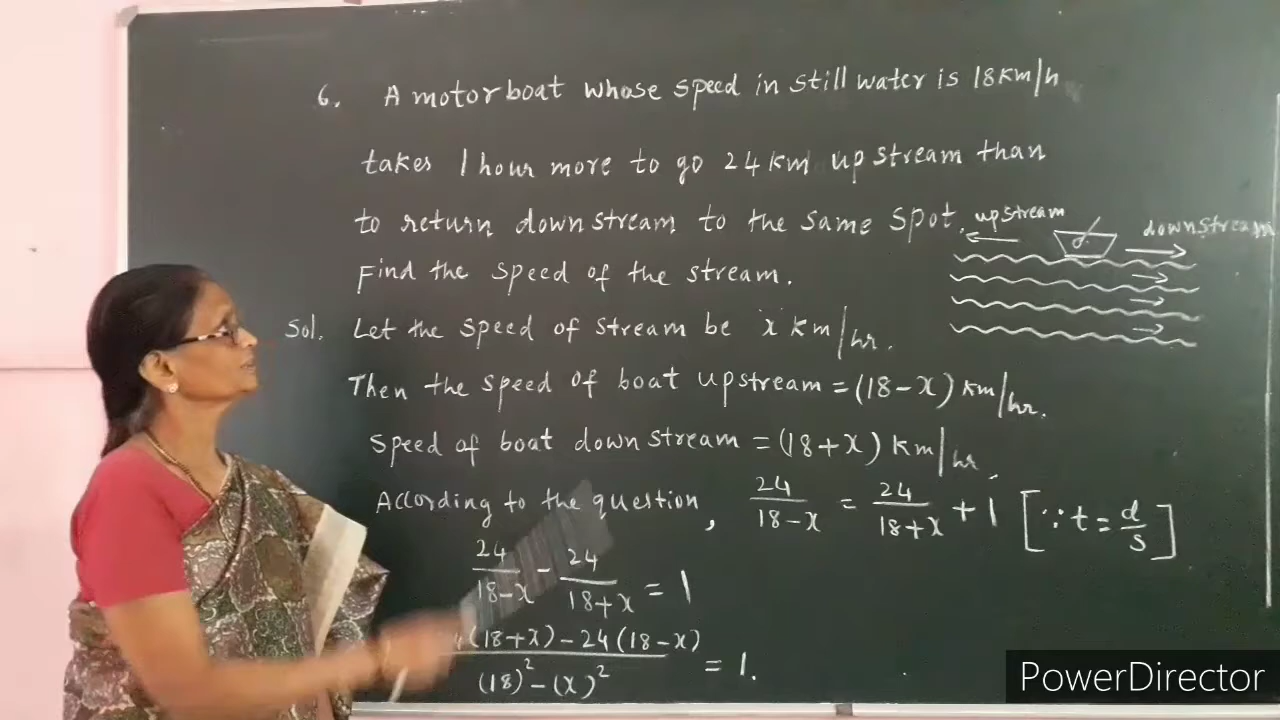 6. A motorboat whose speed in still water is 18km/h
takes 1 hour more to go 24 km upstream than
to return downstream to the same spot.
Find the speed of the stream.
upstream
downstream
Sol. Let the speed of stream be x km/hr.
Then the speed of boat upstream = (18-x) km/hr.
Speed of boat downstream = (18+x) km/hr
According to the question, 24/18-x = 24/18+x + 1 [∵ t = d/s]
24/18-x - 24/18+x = 1
(18+x) - 24(18-x)/(18)² - (x)² = 1.
PowerDirector